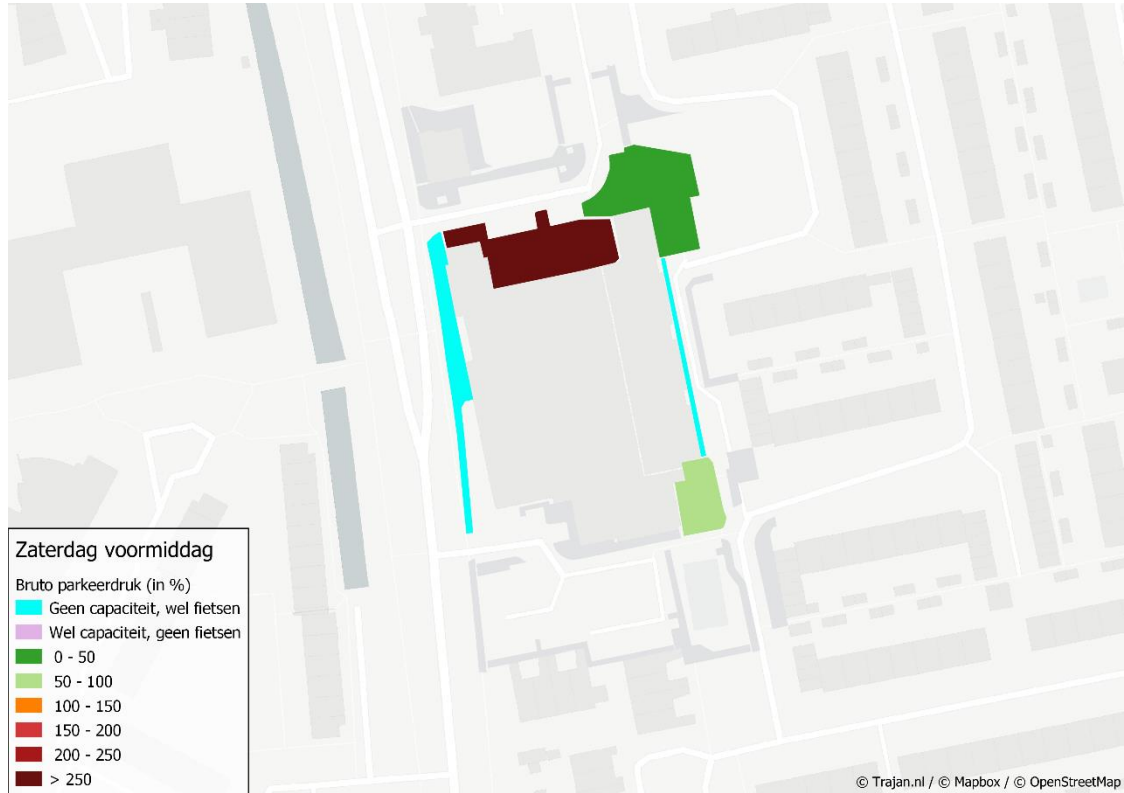 Zaterdag voormiddag
Bruto parkeerdruk (in %)
Geen capaciteit, wel fietsen
Wel capaciteit, geen fietsen
0 - 50
50 - 100
100 - 150
150 - 200
200 - 250
> 250
© Trajan.nl / © Mapbox / © OpenStreetMap